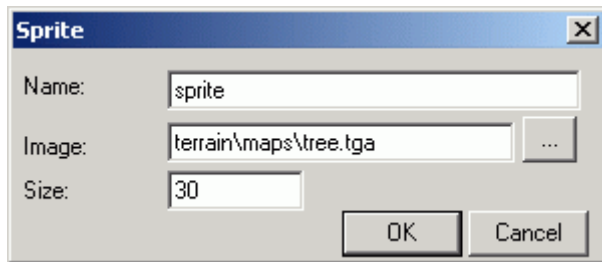 Sprite
Name: sprite
Image: terrain\maps\tree.tga ...
Size: 30
OK Cancel